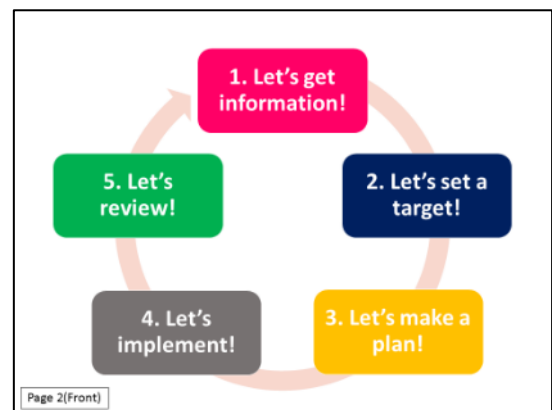 1. Let’s get
information!
2. Let’s set a
target!
3. Let’s make a
plan!
4. Let’s
implement!
5. Let’s
review!
Page 2(Front)